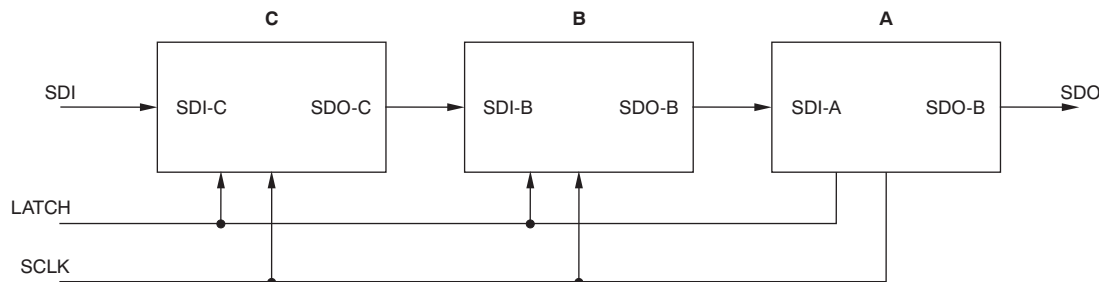 C B A
SDI SDI-C SDO-C SDI-B SDO-B SDI-A SDO-B SDO
LATCH
SCLK